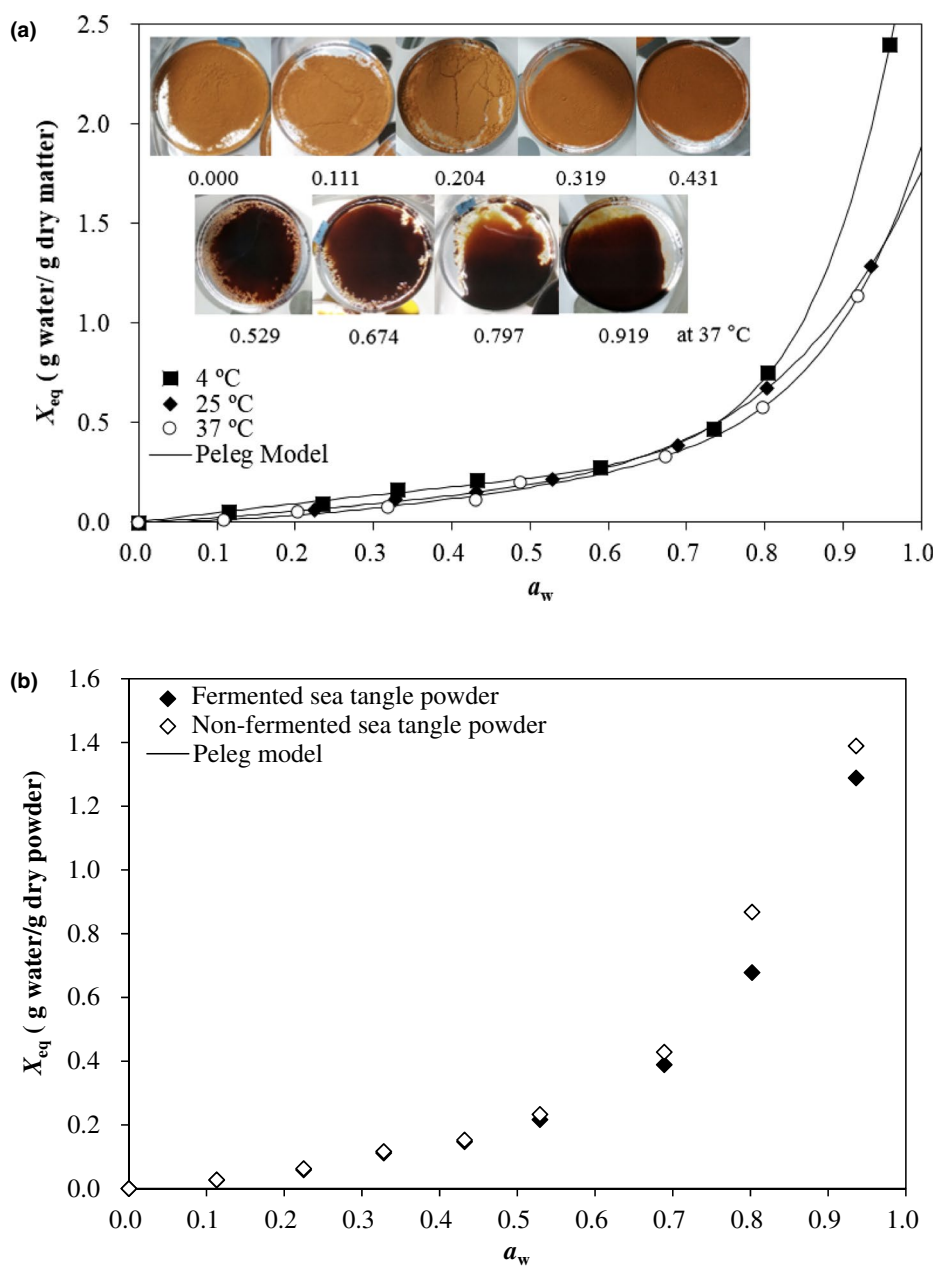 (a)
2.5
2.0
1.5
1.0
0.5
0.0
X_eq ( g water/ g dry matter)
0.000 0.111 0.204 0.319 0.431
0.529 0.674 0.797 0.919 at 37 °C
4 ºC
25 ºC
37 ºC
Peleg Model
0.0 0.1 0.2 0.3 0.4 0.5 0.6 0.7 0.8 0.9 1.0
a_w
(b)
1.6
1.4
1.2
1.0
0.8
0.6
0.4
0.2
0.0
X_eq ( g water/g dry powder)
Fermented sea tangle powder
Non-fermented sea tangle powder
Peleg model
0.0 0.1 0.2 0.3 0.4 0.5 0.6 0.7 0.8 0.9 1.0
a_w